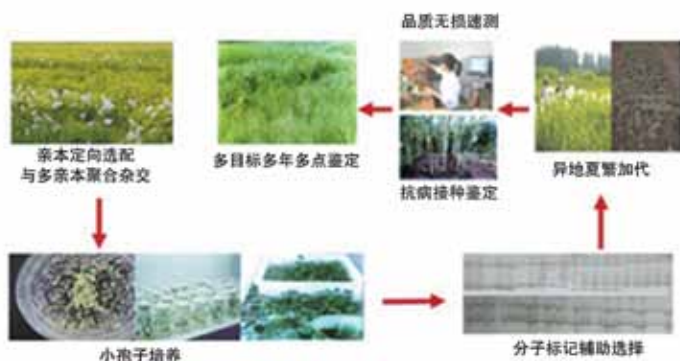 品质无损速测
亲本定向选配
与多亲本聚合杂交
多目标多年多点鉴定
抗病接种鉴定
异地夏繁加代
小孢子培养
分子标记辅助选择